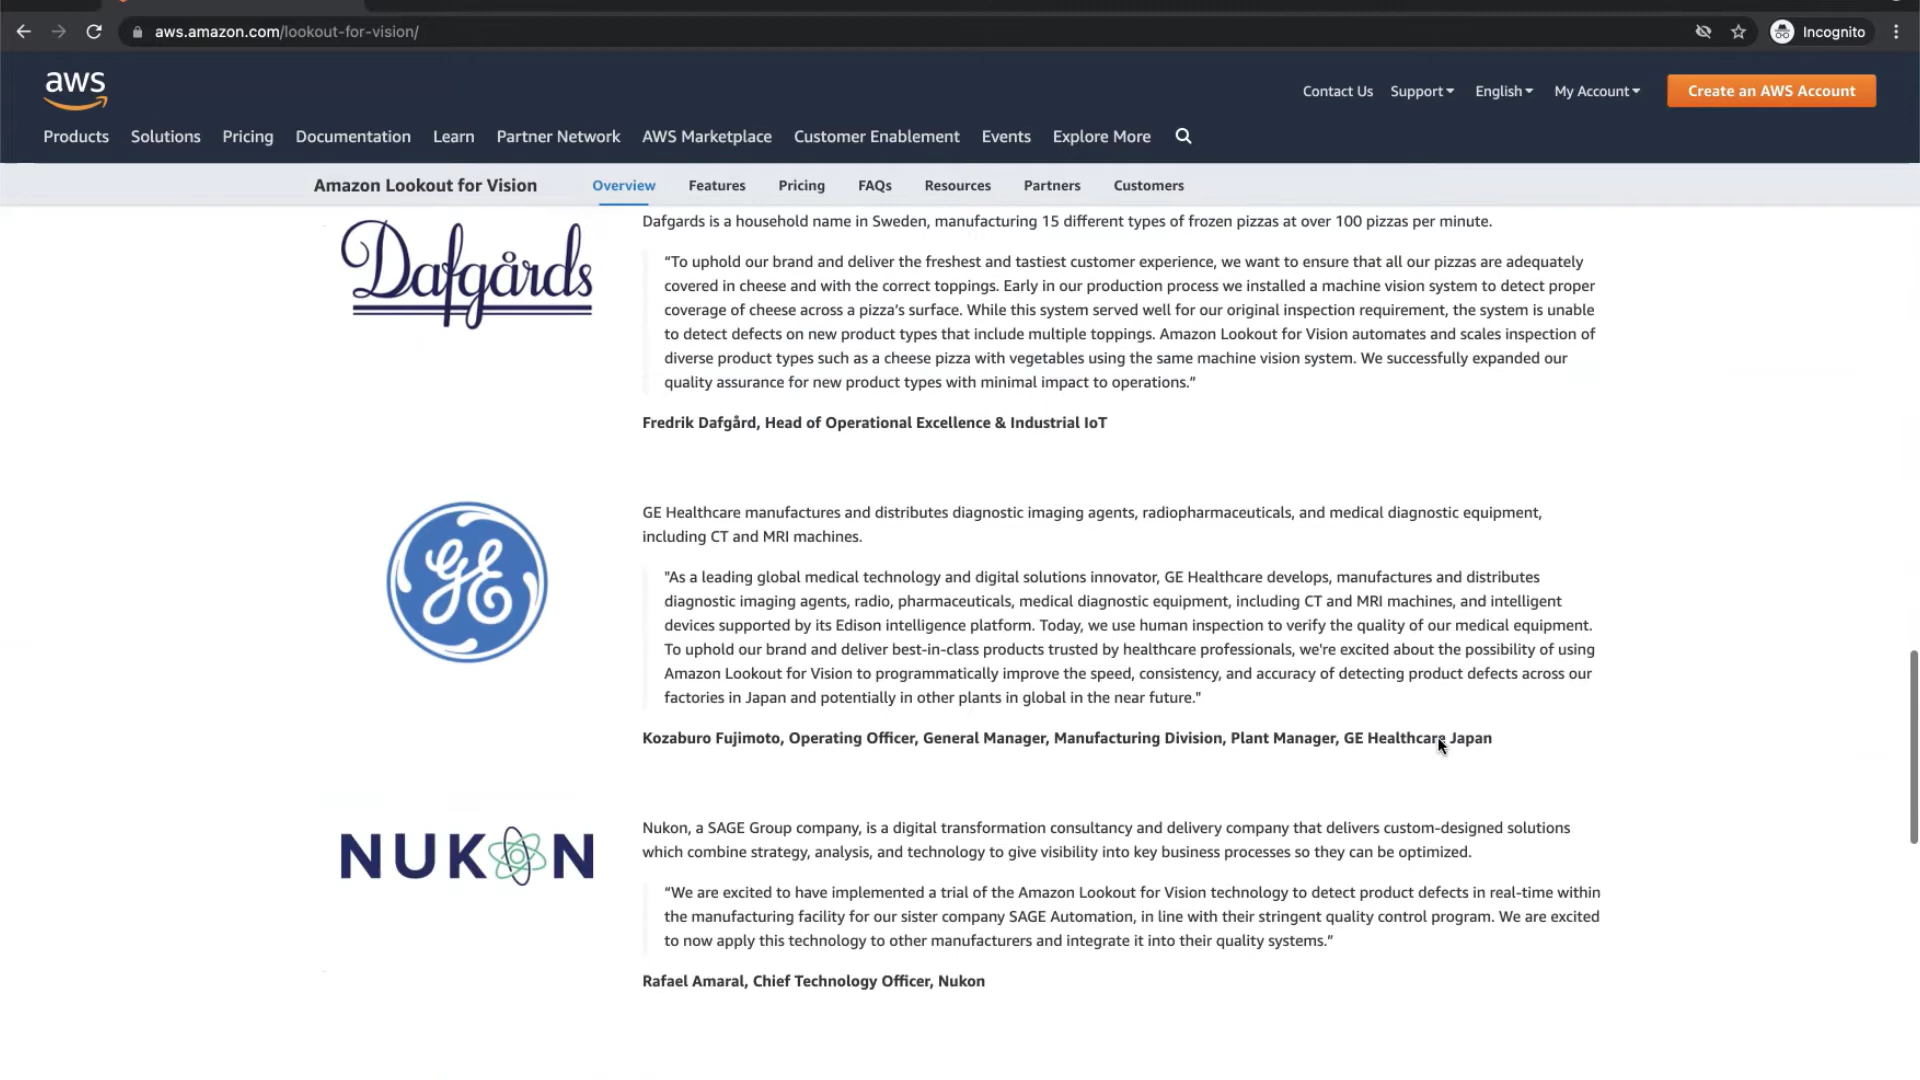 aws.amazon.com/lookout-for-vision/
Incognito
aws
Contact Us Support English My Account Create an AWS Account
Products Solutions Pricing Documentation Learn Partner Network AWS Marketplace Customer Enablement Events Explore More
Amazon Lookout for Vision Overview Features Pricing FAQs Resources Partners Customers
Dafgårds
Dafgards is a household name in Sweden, manufacturing 15 different types of frozen pizzas at over 100 pizzas per minute.
“To uphold our brand and deliver the freshest and tastiest customer experience, we want to ensure that all our pizzas are adequately
covered in cheese and with the correct toppings. Early in our production process we installed a machine vision system to detect proper
coverage of cheese across a pizza’s surface. While this system served well for our original inspection requirement, the system is unable
to detect defects on new product types that include multiple toppings. Amazon Lookout for Vision automates and scales inspection of
diverse product types such as a cheese pizza with vegetables using the same machine vision system. We successfully expanded our
quality assurance for new product types with minimal impact to operations.”
Fredrik Dafgård, Head of Operational Excellence & Industrial IoT
GE
GE Healthcare manufactures and distributes diagnostic imaging agents, radiopharmaceuticals, and medical diagnostic equipment,
including CT and MRI machines.
"As a leading global medical technology and digital solutions innovator, GE Healthcare develops, manufactures and distributes
diagnostic imaging agents, radio, pharmaceuticals, medical diagnostic equipment, including CT and MRI machines, and intelligent
devices supported by its Edison intelligence platform. Today, we use human inspection to verify the quality of our medical equipment.
To uphold our brand and deliver best-in-class products trusted by healthcare professionals, we're excited about the possibility of using
Amazon Lookout for Vision to programmatically improve the speed, consistency, and accuracy of detecting product defects across our
factories in Japan and potentially in other plants in global in the near future."
Kozaburo Fujimoto, Operating Officer, General Manager, Manufacturing Division, Plant Manager, GE Healthcare Japan
NUKON
Nukon, a SAGE Group company, is a digital transformation consultancy and delivery company that delivers custom-designed solutions
which combine strategy, analysis, and technology to give visibility into key business processes so they can be optimized.
“We are excited to have implemented a trial of the Amazon Lookout for Vision technology to detect product defects in real-time within
the manufacturing facility for our sister company SAGE Automation, in line with their stringent quality control program. We are excited
to now apply this technology to other manufacturers and integrate it into their quality systems.”
Rafael Amaral, Chief Technology Officer, Nukon